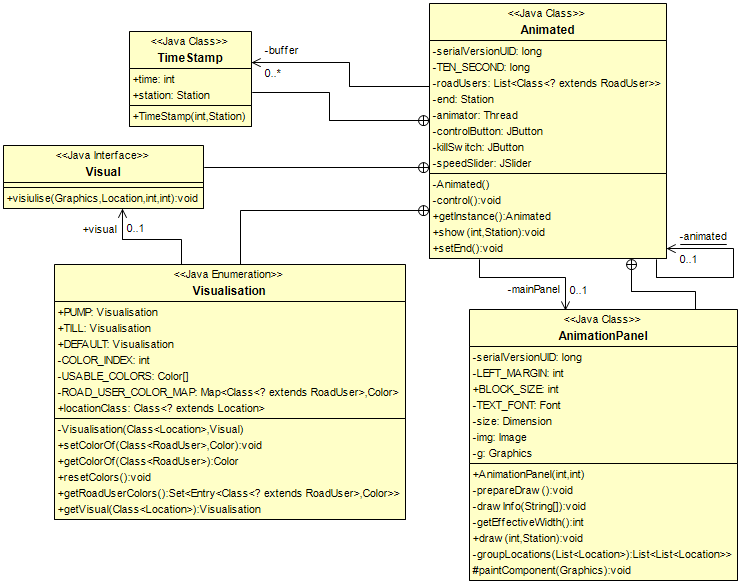 <<Java Class>>
TimeStamp
+time: int
+station: Station
+TimeStamp(int,Station)
-buffer
0..*
<<Java Class>>
Animated
-serialVersionUID: long
-TEN_SECOND: long
-roadUsers: List<Class<? extends RoadUser>>
-end: Station
-animator: Thread
-controlButton: JButton
-killSwitch: JButton
-speedSlider: JSlider
-Animated()
-control():void
+getInstance():Animated
+show(int,Station):void
+setEnd():void
<<Java Interface>>
Visual
+visiulise(Graphics,Location,int,int):void
+visual
0..1
-animated
0..1
-mainPanel
0..1
<<Java Enumeration>>
Visualisation
+PUMP: Visualisation
+TILL: Visualisation
+DEFAULT: Visualisation
-COLOR_INDEX: int
-USABLE_COLORS: Color[]
-ROAD_USER_COLOR_MAP: Map<Class<? extends RoadUser>,Color>
+locationClass: Class<? extends Location>
-Visualisation(Class<Location>,Visual)
+setColorOf(Class<RoadUser>,Color):void
+getColorOf(Class<RoadUser>):Color
+resetColors():void
+getRoadUserColors():Set<Entry<Class<? extends RoadUser>,Color>>
+getVisual(Class<Location>):Visualisation
<<Java Class>>
AnimationPanel
-serialVersionUID: long
-LEFT_MARGIN: int
+BLOCK_SIZE: int
-TEXT_FONT: Font
-size: Dimension
-img: Image
-g: Graphics
+AnimationPanel(int,int)
-prepareDraw():void
-drawInfo(String[]):void
-getEffectiveWidth():int
+draw(int,Station):void
-groupLocations(List<Location>):List<List<Location>>
#paintComponent(Graphics):void